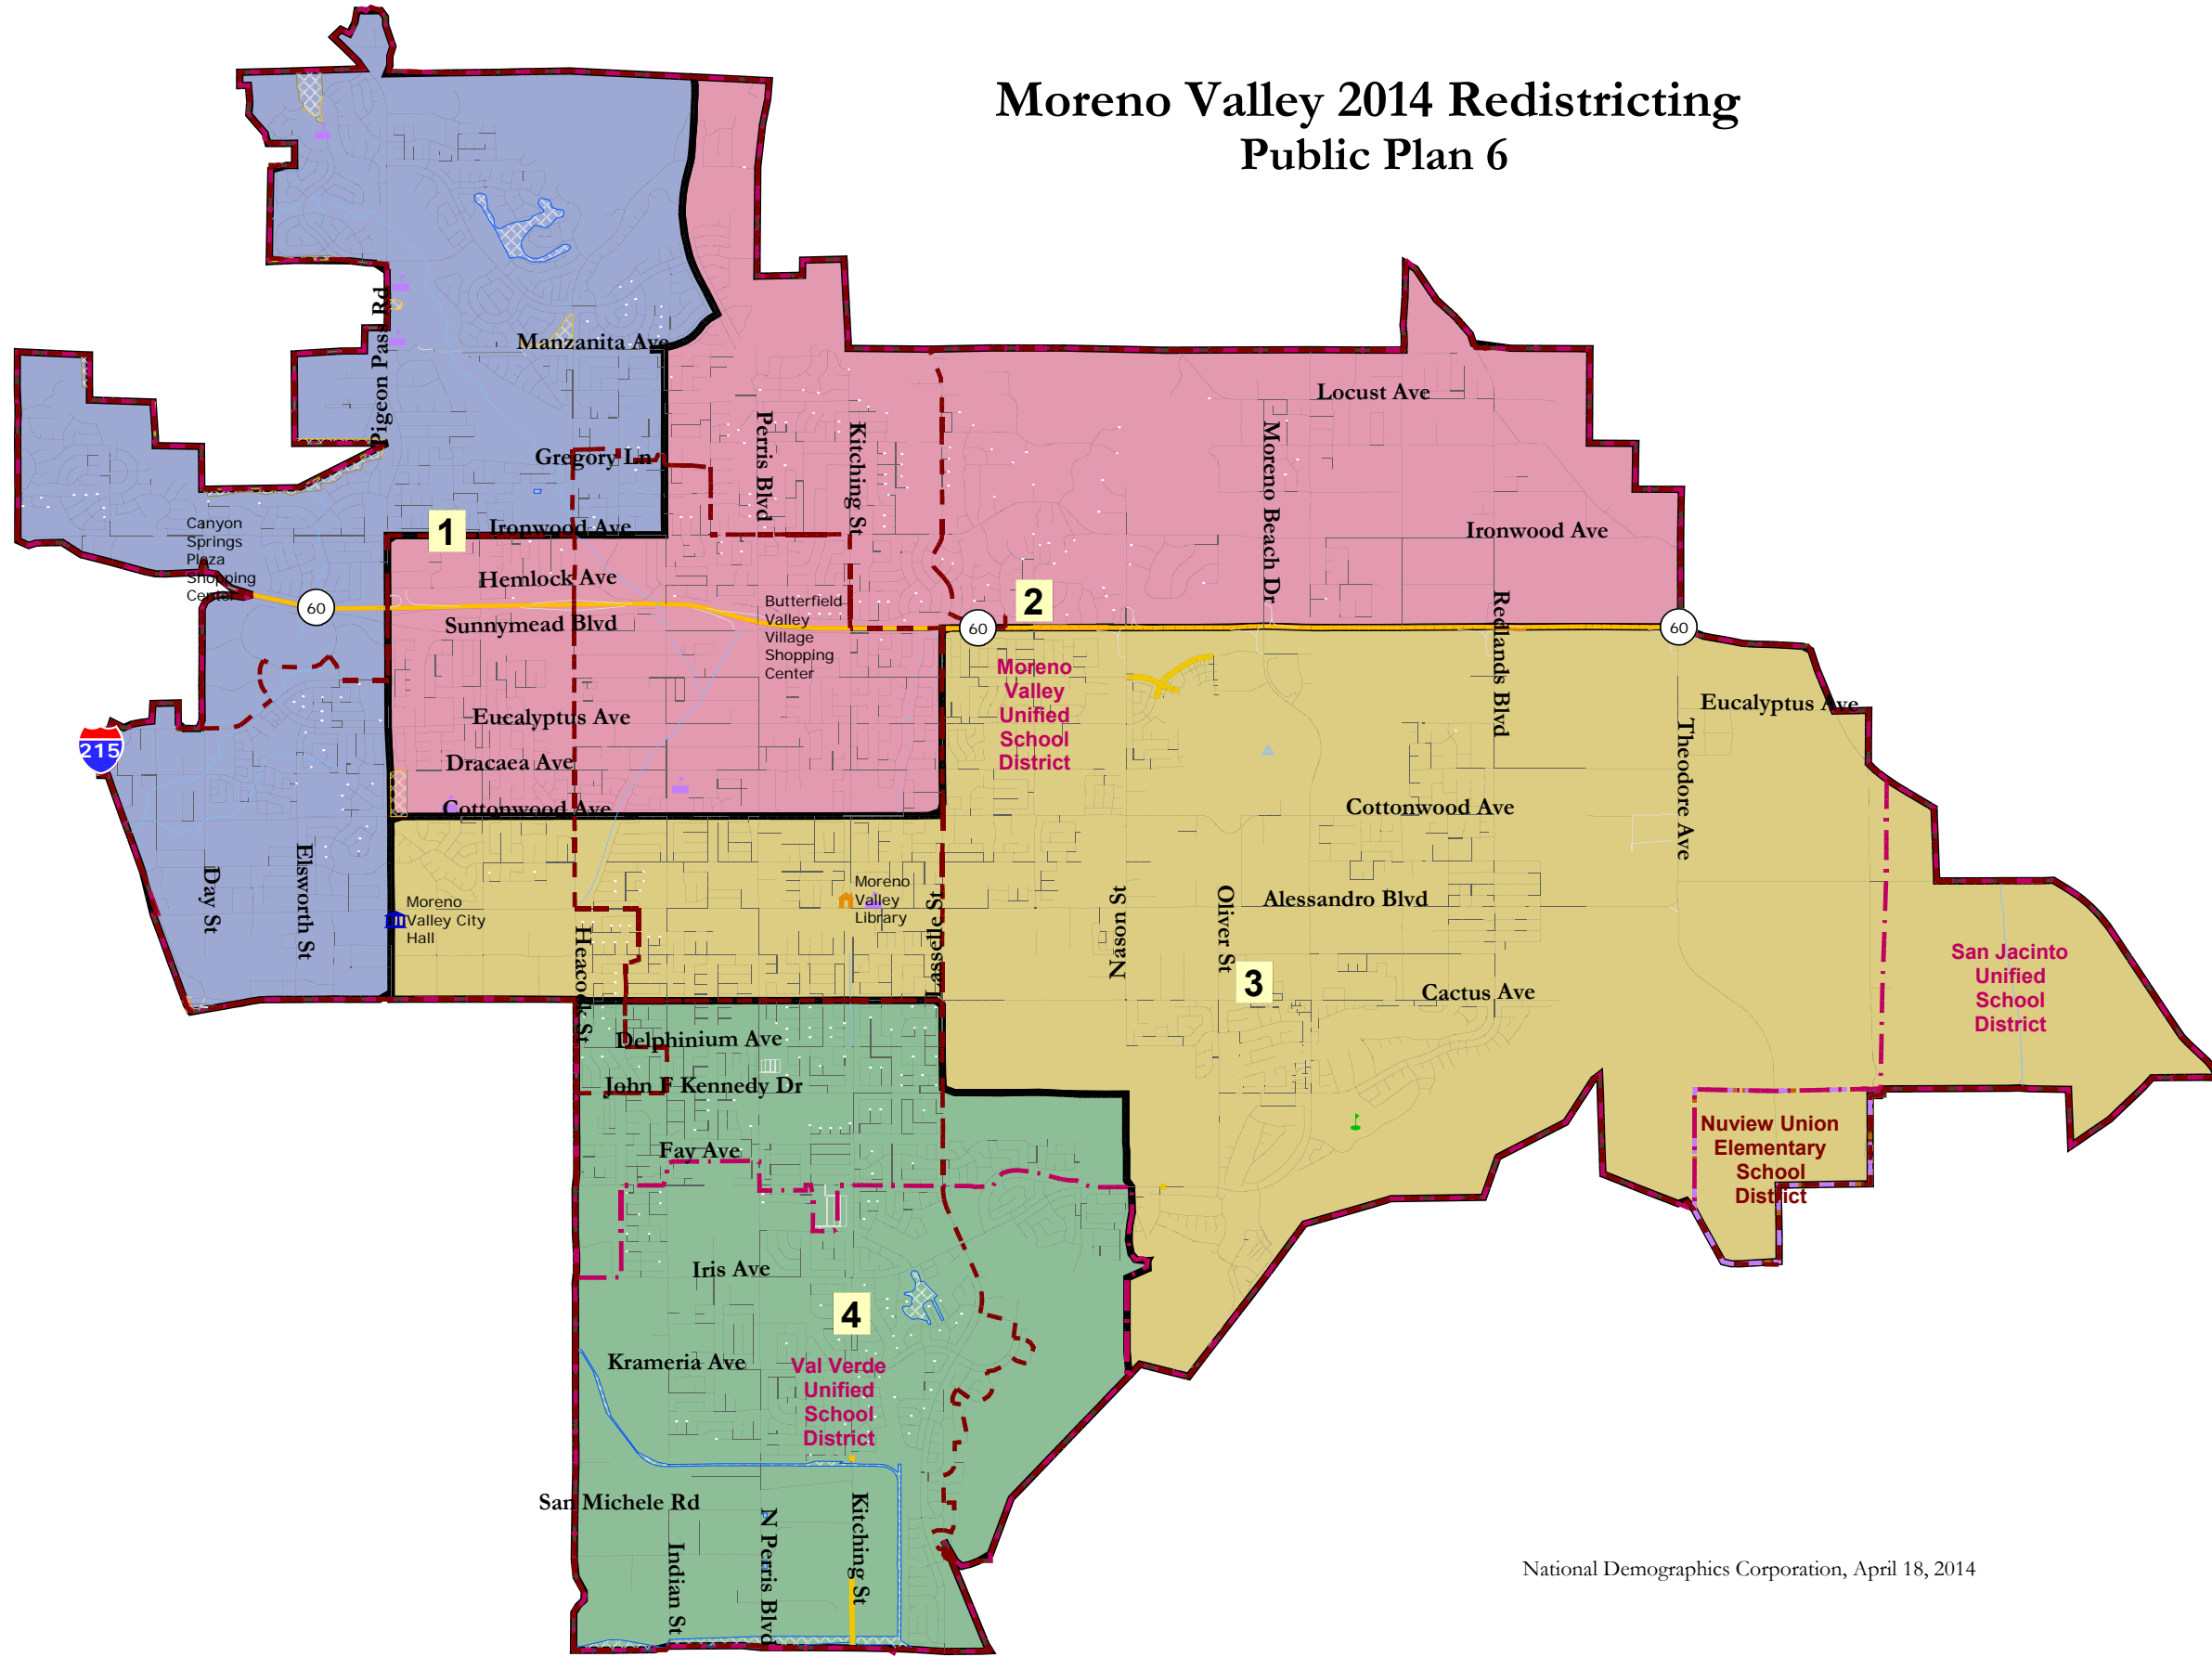 Moreno Valley 2014 Redistricting
Public Plan 6
Pigeon Pass Rd
Manzanita Ave
Locust Ave
Perris Blvd
Kitching St
Moreno Beach Dr
Gregory Ln
1
Ironwood Ave
Ironwood Ave
Canyon
Springs
Plaza
Shopping
Center
Hemlock Ave
60
Sunnymead Blvd
Butterfield
Valley
Village
Shopping
Center
2
60
60
Redlands Blvd
Moreno
Valley
Unified
School
District
Eucalyptus Ave
Eucalyptus Ave
215
Dracaea Ave
Theodore Ave
Cottonwood Ave
Cottonwood Ave
Day St
Elsworth St
Moreno
Valley City
Hall
Moreno
Valley
Library
Lasselle St
Nason St
Oliver St
Alessandro Blvd
Heacock St
3
Cactus Ave
San Jacinto
Unified
School
District
Delphinium Ave
John F Kennedy Dr
Fay Ave
Nuview Union
Elementary
School
District
Iris Ave
4
Krameria Ave
Val Verde
Unified
School
District
San Michele Rd
Indian St
N Perris Blvd
Kitching St
National Demographics Corporation, April 18, 2014